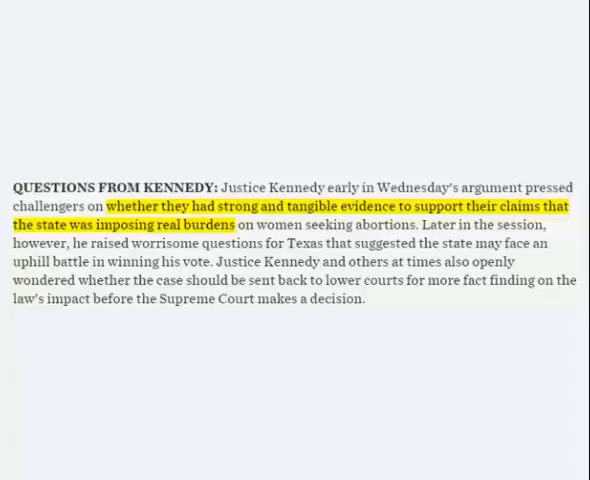 QUESTIONS FROM KENNEDY: Justice Kennedy early in Wednesday's argument pressed
challengers on whether they had strong and tangible evidence to support their claims that
the state was imposing real burdens on women seeking abortions. Later in the session,
however, he raised worrisome questions for Texas that suggested the state may face an
uphill battle in winning his vote. Justice Kennedy and others at times also openly
wondered whether the case should be sent back to lower courts for more fact finding on the
law's impact before the Supreme Court makes a decision.